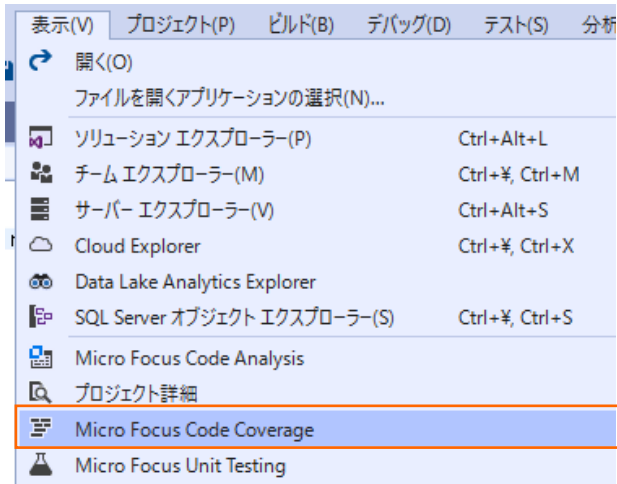 表示(V) プロジェクト(P) ビルド(B) デバッグ(D) テスト(S) 分析
開く(O)
ファイルを開くアプリケーションの選択(N)...
ソリューション エクスプローラー(P) Ctrl+Alt+L
チーム エクスプローラー(M) Ctrl+¥, Ctrl+M
サーバー エクスプローラー(V) Ctrl+Alt+S
Cloud Explorer Ctrl+¥, Ctrl+X
Data Lake Analytics Explorer
SQL Server オブジェクト エクスプローラー(S) Ctrl+¥, Ctrl+S
Micro Focus Code Analysis
プロジェクト詳細
Micro Focus Code Coverage
Micro Focus Unit Testing